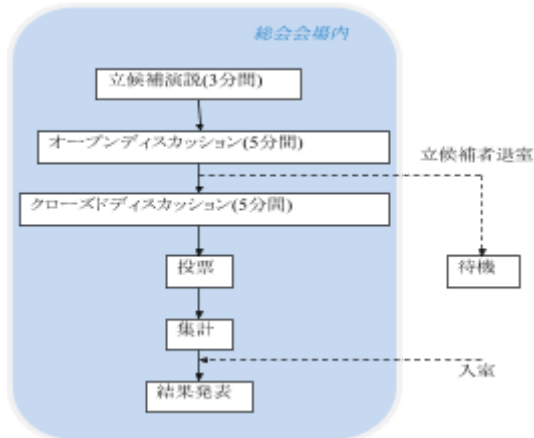 総会会場内
立候補演説(3分間)
オープンディスカッション(5分間)
立候補者退室
クローズドディスカッション(5分間)
投票
待機
集計
入室
結果発表